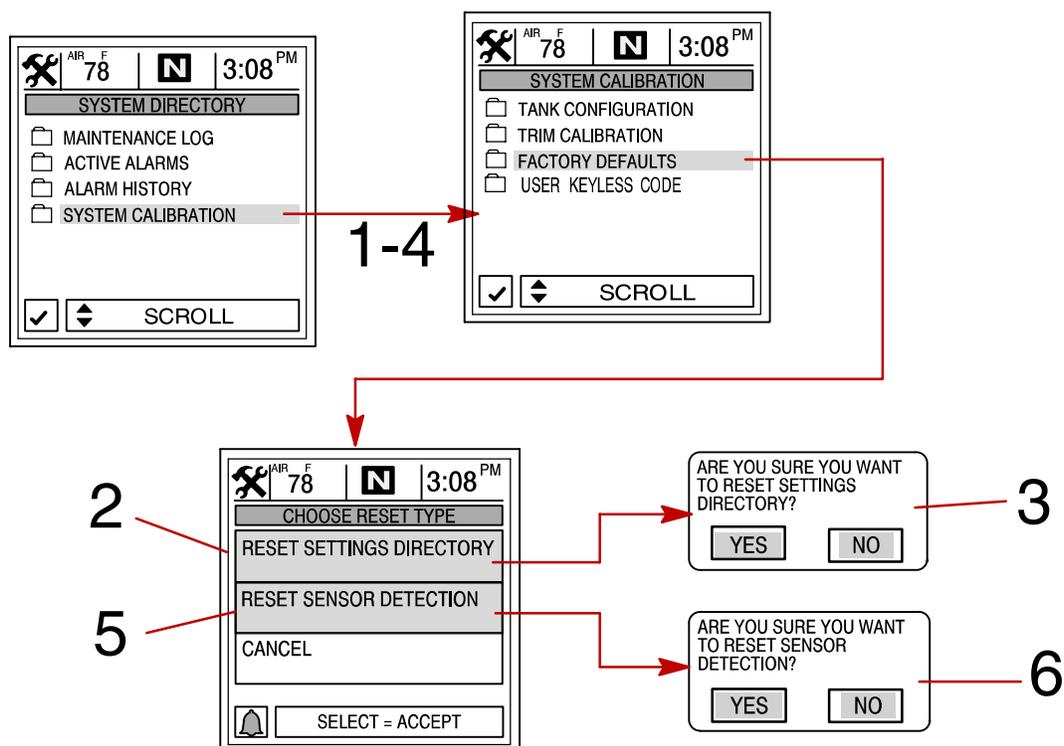 AIR F 78 N 3:08 PM
SYSTEM DIRECTORY
MAINTENANCE LOG
ACTIVE ALARMS
ALARM HISTORY
SYSTEM CALIBRATION
SCROLL
1-4
AIR F 78 N 3:08 PM
SYSTEM CALIBRATION
TANK CONFIGURATION
TRIM CALIBRATION
FACTORY DEFAULTS
USER KEYLESS CODE
SCROLL
2
5
AIR F 78 N 3:08 PM
CHOOSE RESET TYPE
RESET SETTINGS DIRECTORY
RESET SENSOR DETECTION
CANCEL
SELECT = ACCEPT
ARE YOU SURE YOU WANT
TO RESET SETTINGS
DIRECTORY?
YES NO
3
ARE YOU SURE YOU WANT
TO RESET SENSOR
DETECTION?
YES NO
6